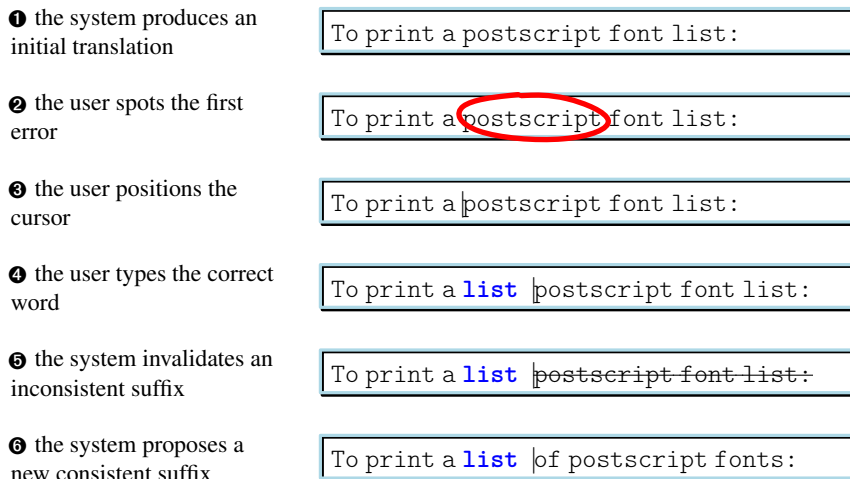 ❶ the system produces an
initial translation
To print a postscript font list:
❷ the user spots the first
error
To print a postscript font list:
❸ the user positions the
cursor
To print a postscript font list:
❹ the user types the correct
word
To print a list postscript font list:
❺ the system invalidates an
inconsistent suffix
To print a list postscript font list:
❻ the system proposes a
new consistent suffix
To print a list of postscript fonts: